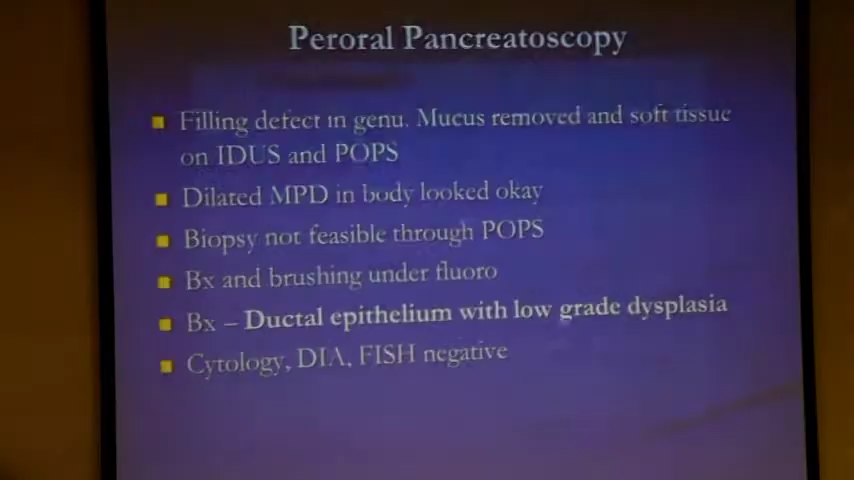 Peroral Pancreatoscopy
Filling defect in genu. Mucus removed and soft tissue
on IDUS and POPS
Dilated MPD in body looked okay
Biopsy not feasible through POPS
Bx and brushing under fluoro
Bx – Ductal epithelium with low grade dysplasia
Cytology, DIA, FISH negative